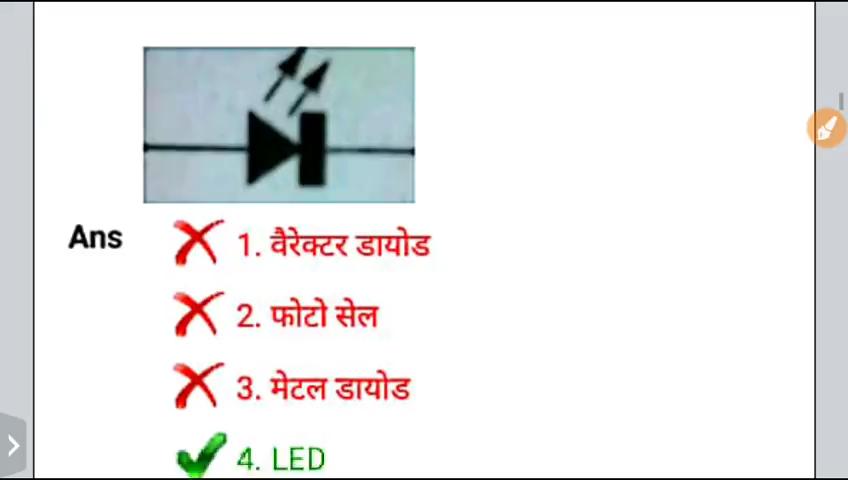 Ans
1. वैरेक्टर डायोड
2. फोटो सेल
3. मेटल डायोड
4. LED